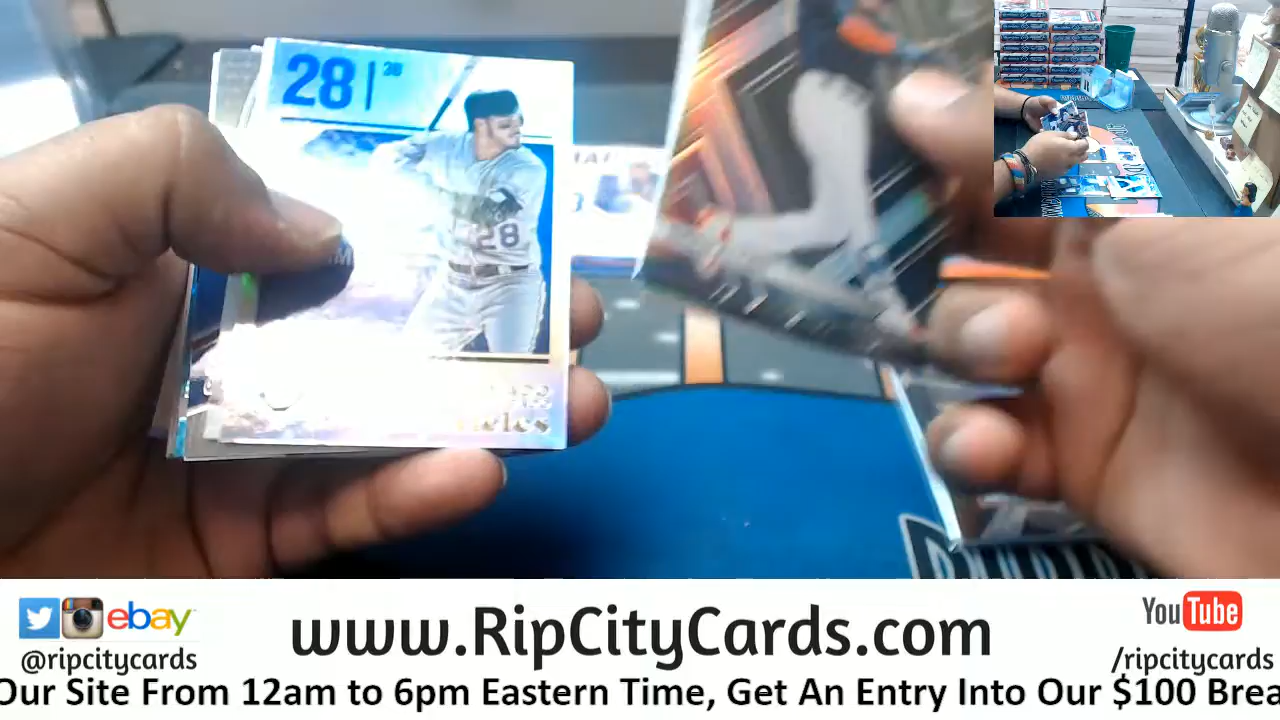 28
28
ebay
www.RipCityCards.com
YouTube
@ripcitycards
/ripcitycards
Our Site From 12am to 6pm Eastern Time, Get An Entry Into Our $100 Brea